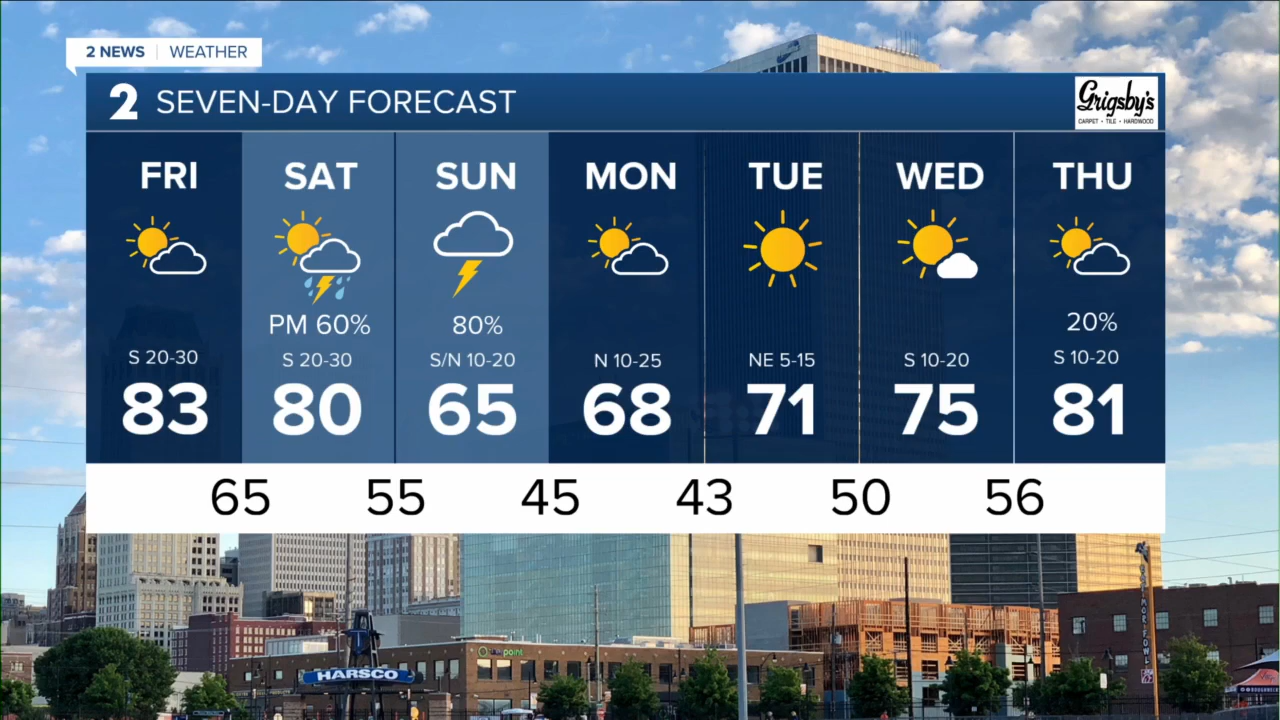 2 NEWS | WEATHER
2 SEVEN-DAY FORECAST
Grigsby's
CARPET • TILE • HARDWOOD
FRI SAT SUN MON TUE WED THU
PM 60% 80% 20%
S 20-30 S 20-30 S/N 10-20 N 10-25 NE 5-15 S 10-20 S 10-20
83 80 65 68 71 75 81
65 55 45 43 50 56
point
HARSCO